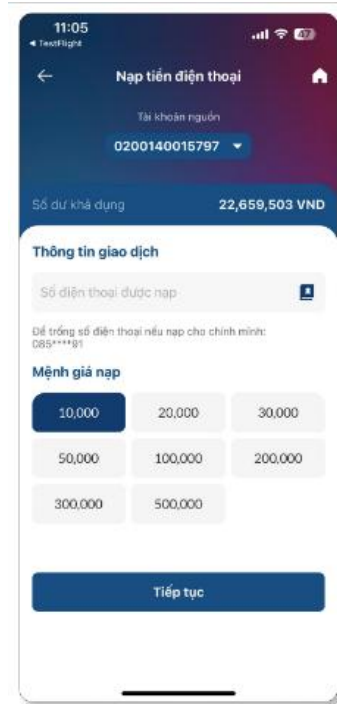 11:05
47
◀ TestFlight
Nạp tiền điện thoại
Tài khoản nguồn
0200140015797
Số dư khả dụng
22,659,503 VND
Thông tin giao dịch
Số điện thoại được nạp
Để trống số điện thoại nếu nạp cho chính mình:
085****91
Mệnh giá nạp
10,000 20,000 30,000
50,000 100,000 200,000
300,000 500,000
Tiếp tục